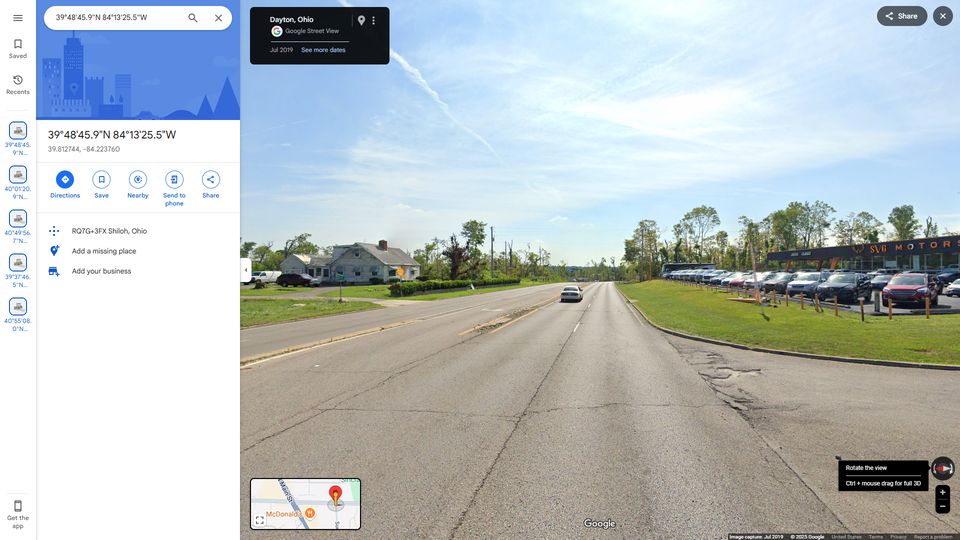 39°48'45.9"N 84°13'25.5"W
Saved
Recents
39°48'45.
9"N...
40°01'20.
9"N...
40°49'56.
7"N...
39°37'46.
5"N...
40°55'08.
0"N...
Get the
app
39°48'45.9"N 84°13'25.5"W
39.812744, -84.223760
Directions
Save
Nearby
Send to
phone
Share
RQ7G+3FX Shiloh, Ohio
Add a missing place
Add your business
Dayton, Ohio
Google Street View
Jul 2019
See more dates
Share
SVG MOTORS
N Main St
McDonald's
Google
Rotate the view
Ctrl + mouse drag for full 3D
Image capture: Jul 2019 © 2025 Google United States Terms Privacy Report a problem